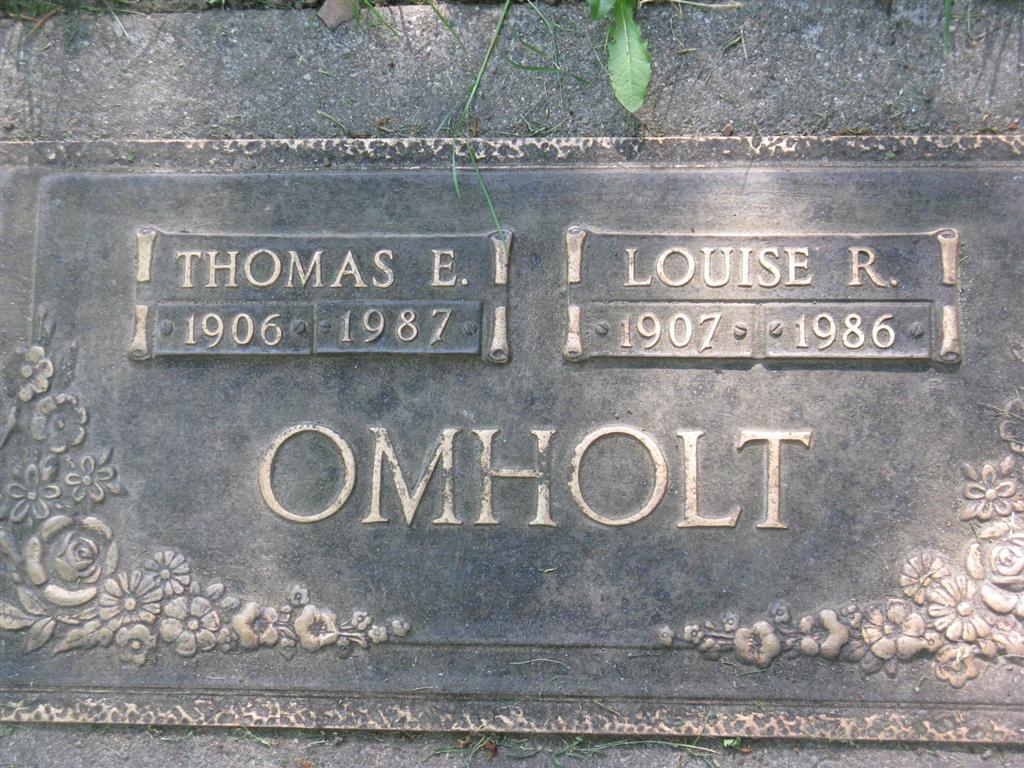 THOMAS E.
1906 1987
LOUISE R.
1907 1986
OMHOLT